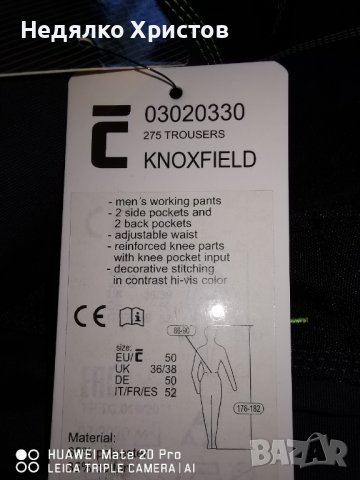 Недялко Христов
03020330
275 TROUSERS
KNOXFIELD
- men´s working pants
- 2 side pockets and
2 back pockets
- adjustable waist
- reinforced knee parts
with knee pocket input
- decorative stitching
in contrast hi-vis color
CE
i
86-90
176-182
size:
EU/Č 50
UK 36/38
DE 50
IT/FR/ES 52
Material:
HUAWEI Mate 20 Pro
LEICA TRIPLE CAMERA | AI
BAZAR